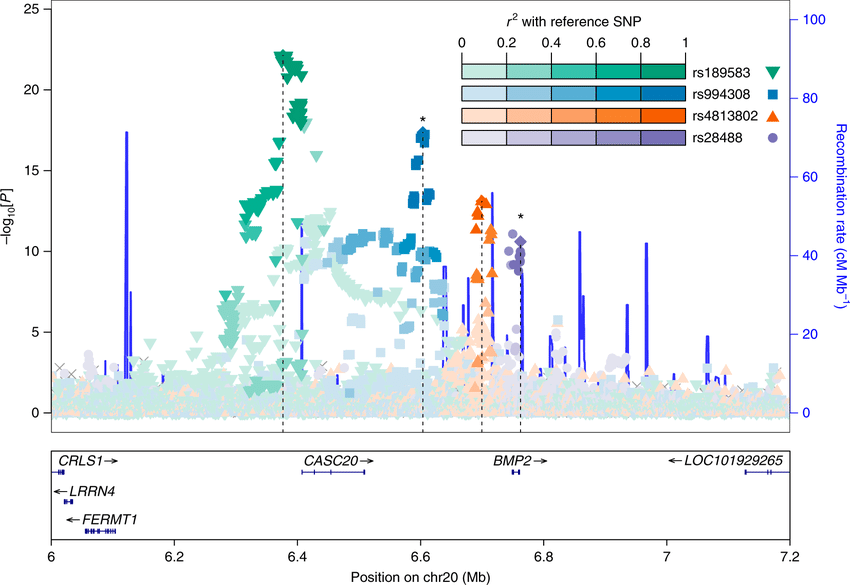 r² with reference SNP
0 0.2 0.4 0.6 0.8 1
rs189583
rs994308
rs4813802
rs28488
*
*
–log₁₀[P]
25
20
15
10
5
0
Recombination rate (cM Mb⁻¹)
100
80
60
40
20
0
CRLS1→
CASC20→
BMP2→
←LOC101929265
←LRRN4
←FERMT1
6 6.2 6.4 6.6 6.8 7 7.2
Position on chr20 (Mb)